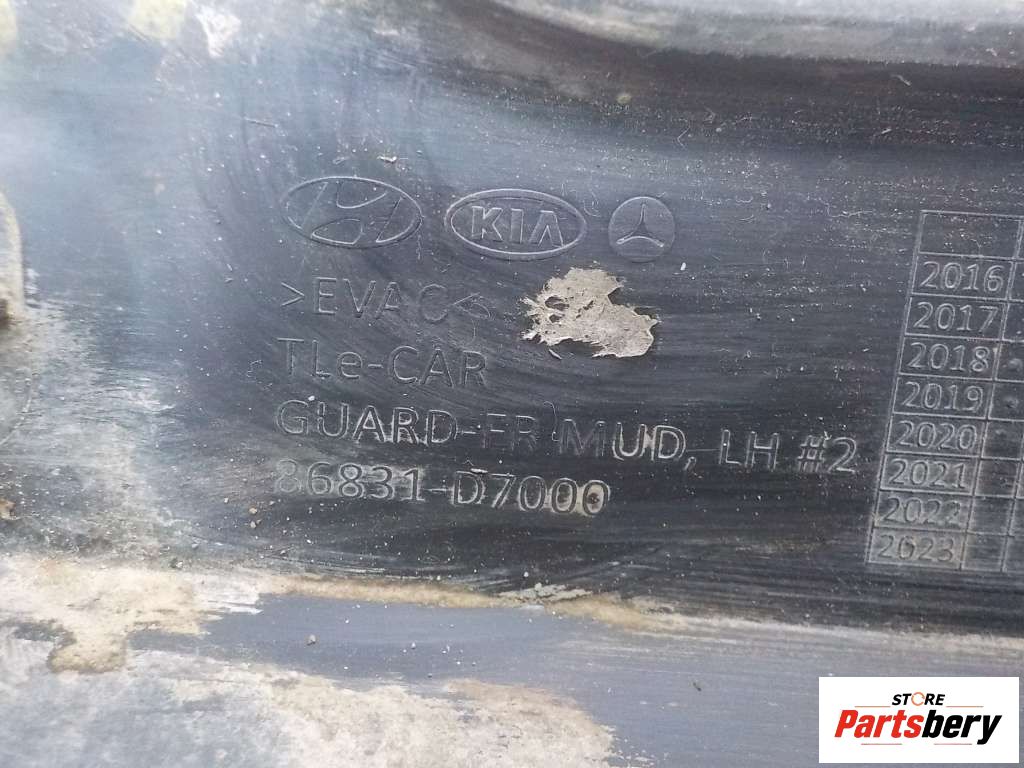 KIA
>EVAC<
TLe-CAR
GUARD-FR MUD, LH #2
86831-D7000
2016
2017
2018
2019
2020
2021
2022
2023
STORE
Partsbery